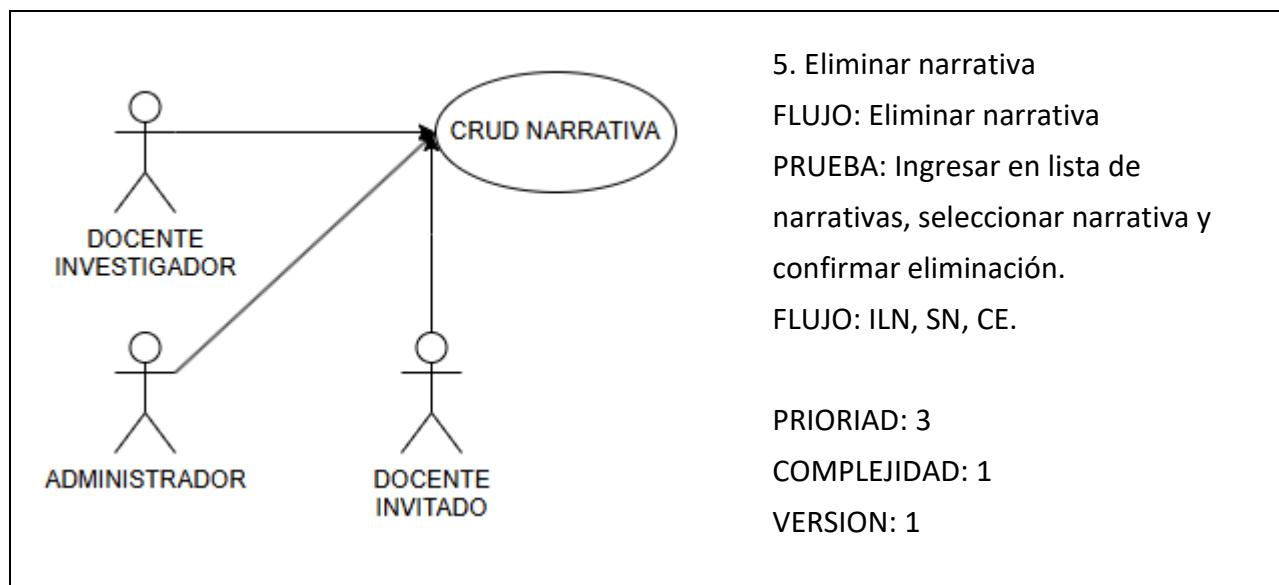 CRUD NARRATIVA
DOCENTE
INVESTIGADOR
ADMINISTRADOR
DOCENTE
INVITADO
5. Eliminar narrativa
FLUJO: Eliminar narrativa
PRUEBA: Ingresar en lista de
narrativas, seleccionar narrativa y
confirmar eliminación.
FLUJO: ILN, SN, CE.
PRIORIAD: 3
COMPLEJIDAD: 1
VERSION: 1